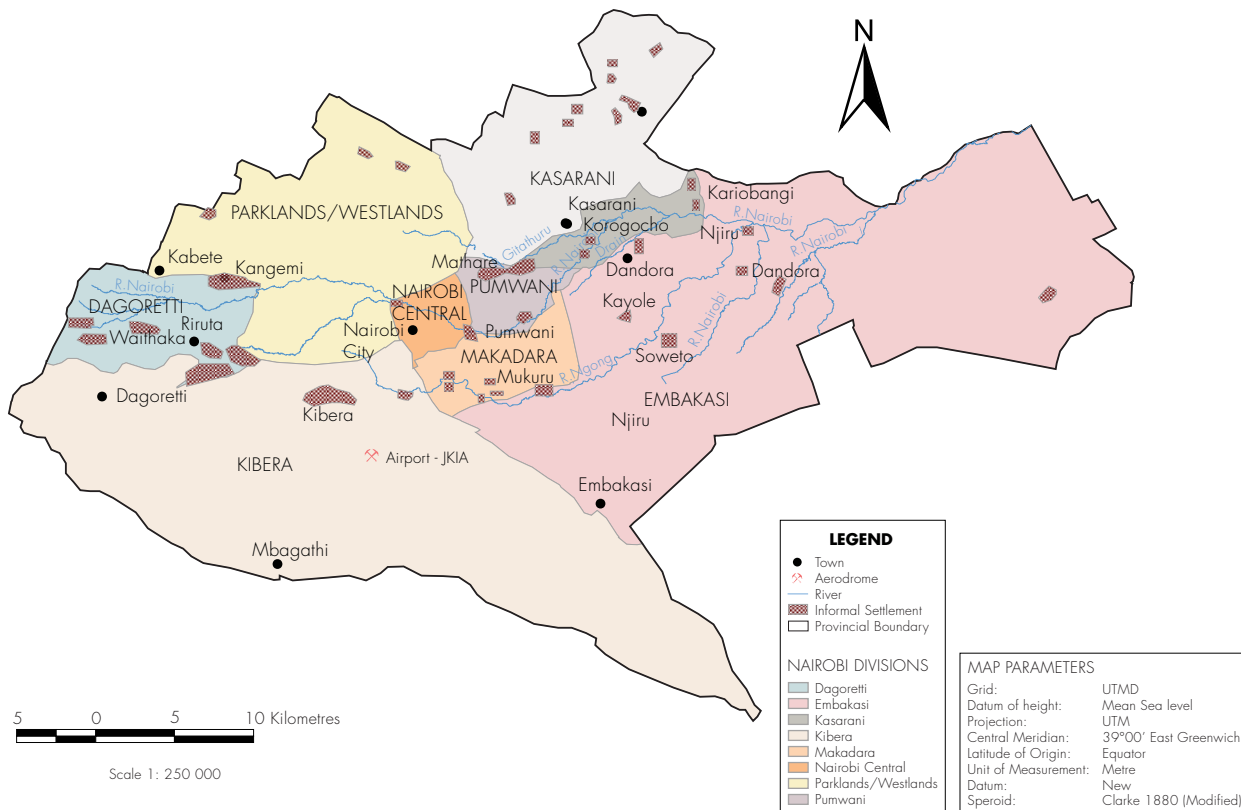 N
KASARANI
Kasarani
Kariobangi
PARKLANDS/WESTLANDS
Korogocho
R.Nairobi
Njiru
Gitathuru
R.Nairobi
Drain
R.Nairobi
Mathare
Kabete
Kangemi
Dandora
Dandora
PUMWANI
R.Nairobi
DAGORETTI
NAIROBI
CENTRAL
Kayole
Riruta
Waithaka
Nairobi
City
Pumwani
R.Nairobi
MAKADARA
Soweto
Mukuru
R.Ngong
Dagoretti
Kibera
EMBAKASI
Njiru
KIBERA
Airport - JKIA
Embakasi
Mbagathi
LEGEND
Town
Aerodrome
River
Informal Settlement
Provincial Boundary
NAIROBI DIVISIONS
Dagoretti
Embakasi
Kasarani
Kibera
Makadara
Nairobi Central
Parklands/Westlands
Pumwani
MAP PARAMETERS
Grid: UTMD
Datum of height: Mean Sea level
Projection: UTM
Central Meridian: 39°00' East Greenwich
Latitude of Origin: Equator
Unit of Measurement: Metre
Datum: New
Speroid: Clarke 1880 (Modified)
5 0 5 10 Kilometres
Scale 1: 250 000